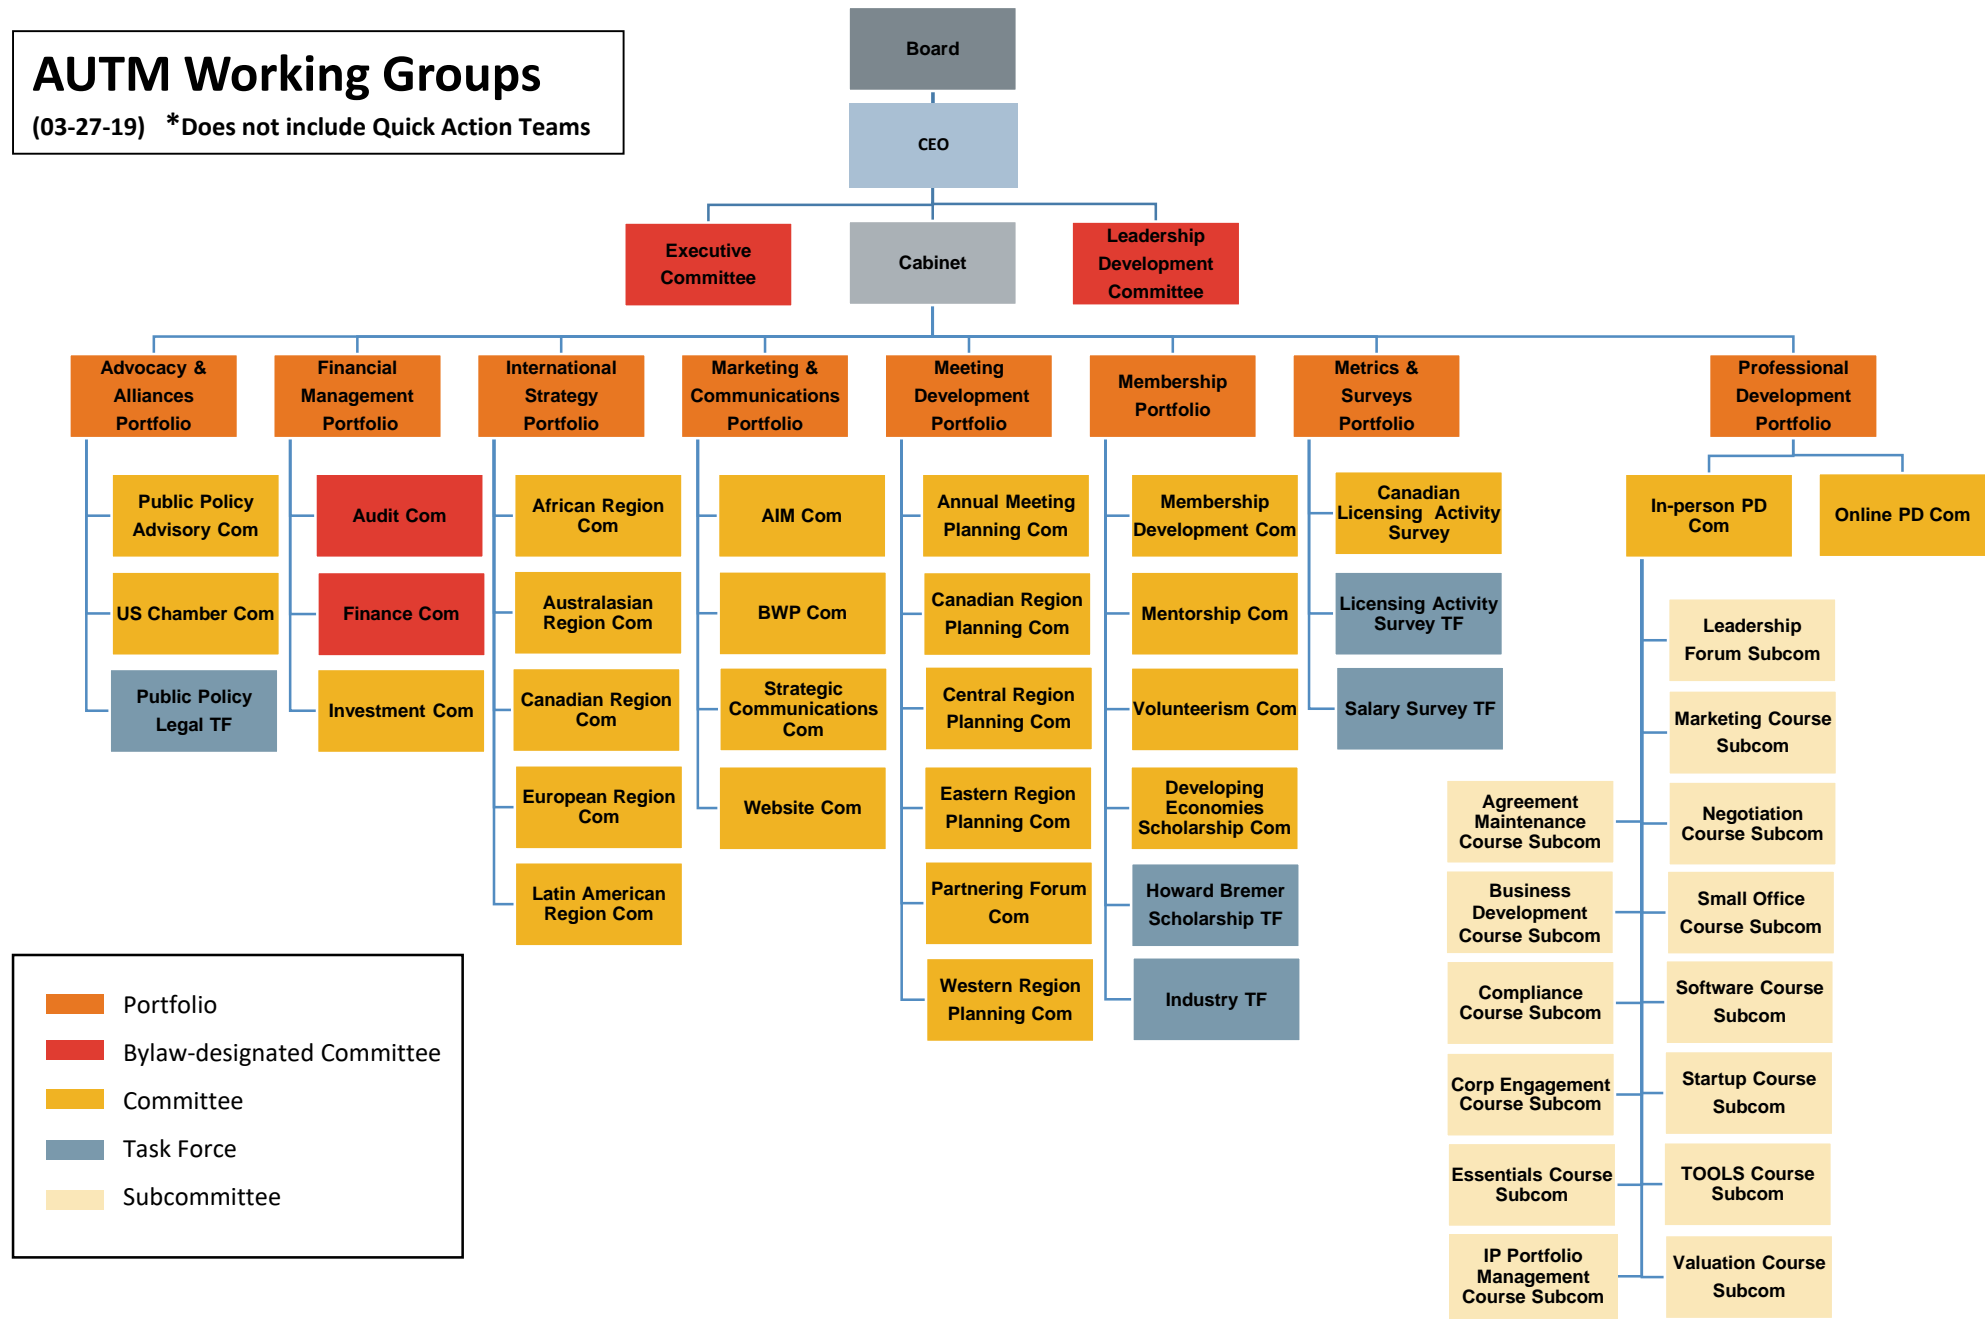 AUTM Working Groups
(03-27-19) *Does not include Quick Action Teams
Board
CEO
Executive
Committee
Cabinet
Leadership
Development
Committee
Advocacy &
Alliances
Portfolio
Financial
Management
Portfolio
International
Strategy
Portfolio
Marketing &
Communications
Portfolio
Meeting
Development
Portfolio
Membership
Portfolio
Metrics &
Surveys
Portfolio
Professional
Development
Portfolio
Public Policy
Advisory Com
US Chamber Com
Public Policy
Legal TF
Audit Com
Finance Com
Investment Com
African Region
Com
Australasian
Region Com
Canadian Region
Com
European Region
Com
Latin American
Region Com
AIM Com
BWP Com
Strategic
Communications
Com
Website Com
Annual Meeting
Planning Com
Canadian Region
Planning Com
Central Region
Planning Com
Eastern Region
Planning Com
Partnering Forum
Com
Western Region
Planning Com
Membership
Development Com
Mentorship Com
Volunteerism Com
Developing
Economies
Scholarship Com
Howard Bremer
Scholarship TF
Industry TF
Canadian
Licensing Activity
Survey
Licensing Activity
Survey TF
Salary Survey TF
In-person PD
Com
Online PD Com
Leadership
Forum Subcom
Marketing Course
Subcom
Agreement
Maintenance
Course Subcom
Negotiation
Course Subcom
Business
Development
Course Subcom
Small Office
Course Subcom
Compliance
Course Subcom
Software Course
Subcom
Corp Engagement
Course Subcom
Startup Course
Subcom
Essentials Course
Subcom
TOOLS Course
Subcom
IP Portfolio
Management
Course Subcom
Valuation Course
Subcom
Portfolio
Bylaw-designated Committee
Committee
Task Force
Subcommittee